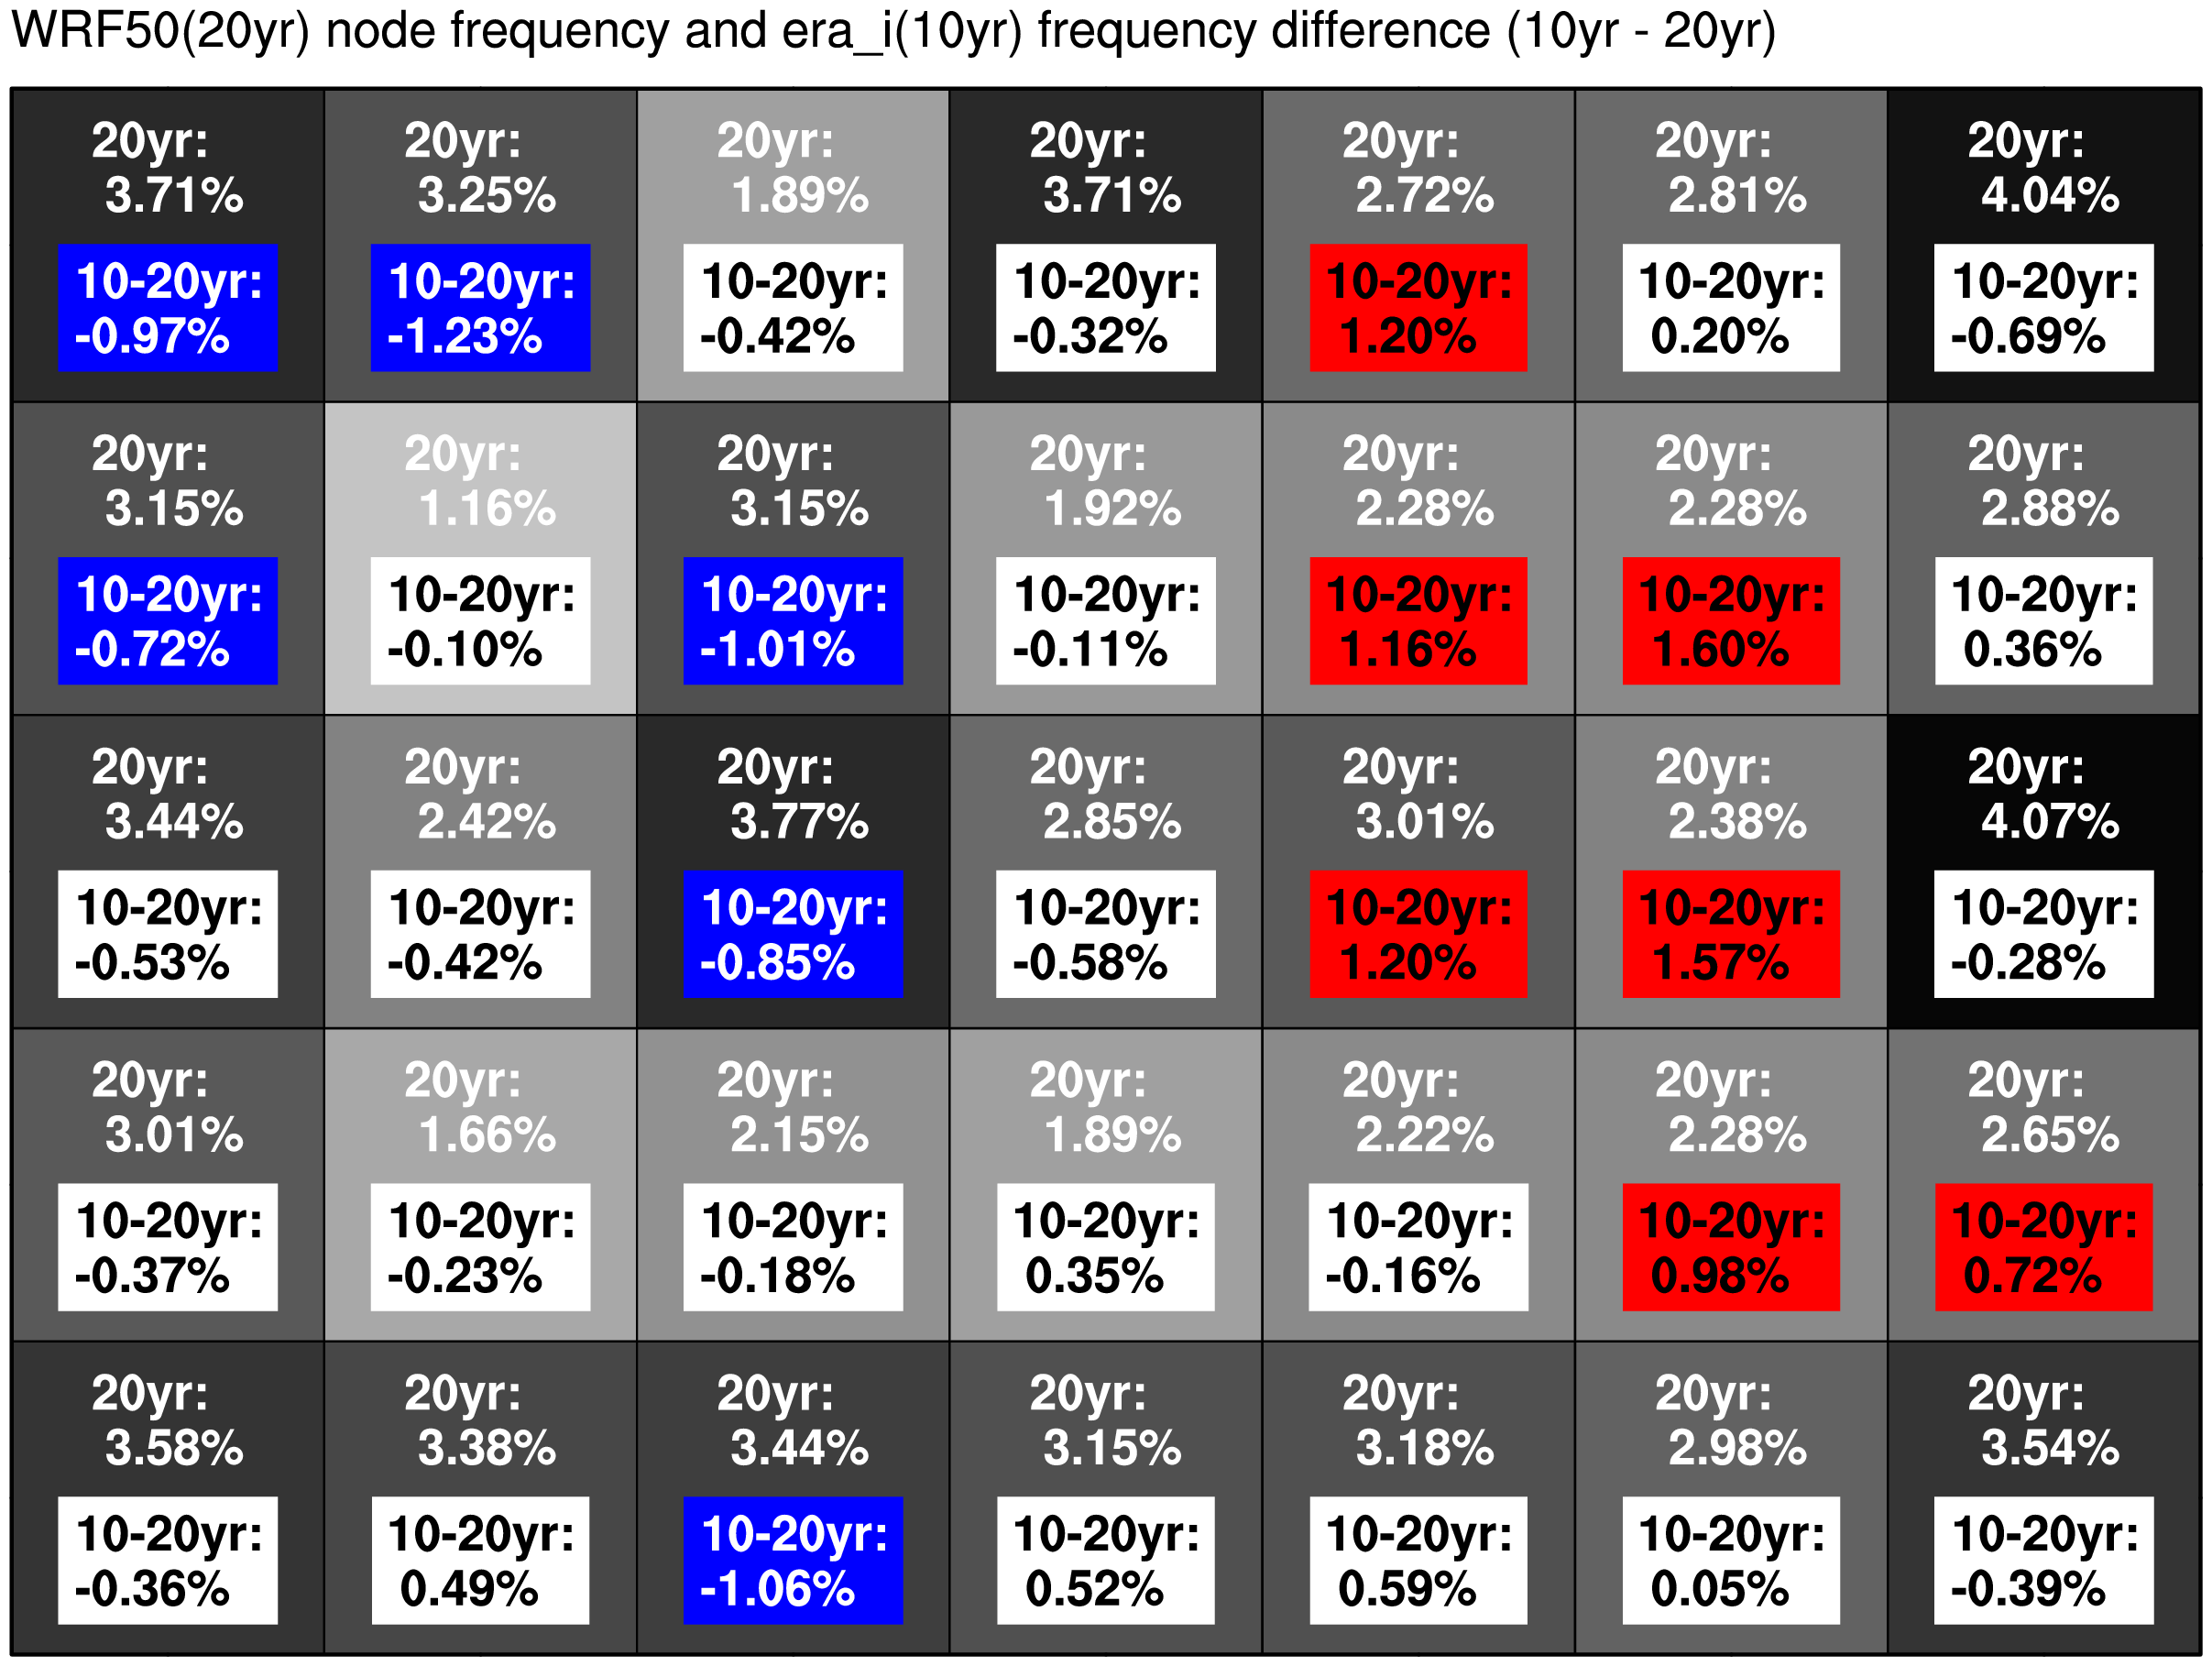 WRF50(20yr) node frequency and era_i(10yr) frequency difference (10yr - 20yr)
20yr: 20yr: 20yr: 20yr: 20yr: 20yr: 20yr:
3.71% 3.25% 1.89% 3.71% 2.72% 2.81% 4.04%
10-20yr: 10-20yr: 10-20yr: 10-20yr: 10-20yr: 10-20yr: 10-20yr:
-0.97% -1.23% -0.42% -0.32% 1.20% 0.20% -0.69%
20yr: 20yr: 20yr: 20yr: 20yr: 20yr: 20yr:
3.15% 1.16% 3.15% 1.92% 2.28% 2.28% 2.88%
10-20yr: 10-20yr: 10-20yr: 10-20yr: 10-20yr: 10-20yr: 10-20yr:
-0.72% -0.10% -1.01% -0.11% 1.16% 1.60% 0.36%
20yr: 20yr: 20yr: 20yr: 20yr: 20yr: 20yr:
3.44% 2.42% 3.77% 2.85% 3.01% 2.38% 4.07%
10-20yr: 10-20yr: 10-20yr: 10-20yr: 10-20yr: 10-20yr: 10-20yr:
-0.53% -0.42% -0.85% -0.58% 1.20% 1.57% -0.28%
20yr: 20yr: 20yr: 20yr: 20yr: 20yr: 20yr:
3.01% 1.66% 2.15% 1.89% 2.22% 2.28% 2.65%
10-20yr: 10-20yr: 10-20yr: 10-20yr: 10-20yr: 10-20yr: 10-20yr:
-0.37% -0.23% -0.18% 0.35% -0.16% 0.98% 0.72%
20yr: 20yr: 20yr: 20yr: 20yr: 20yr: 20yr:
3.58% 3.38% 3.44% 3.15% 3.18% 2.98% 3.54%
10-20yr: 10-20yr: 10-20yr: 10-20yr: 10-20yr: 10-20yr: 10-20yr:
-0.36% 0.49% -1.06% 0.52% 0.59% 0.05% -0.39%